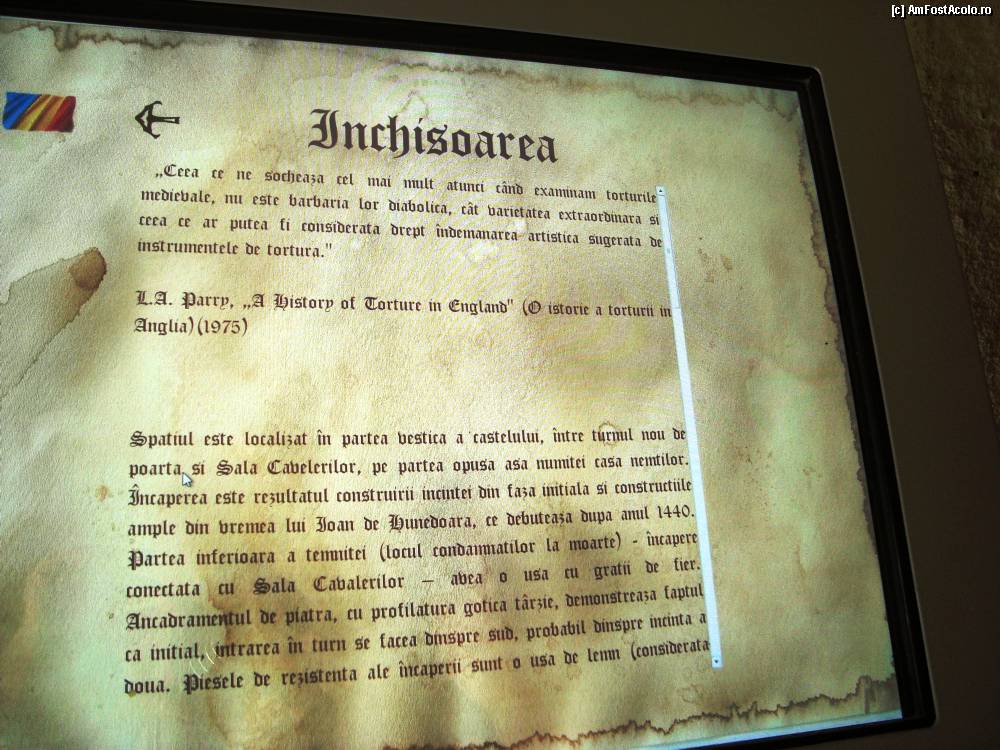 [c] AmFostAcolo.ro
Inchisoarea
„Ceea ce ne socheaza cel mai mult atunci când examinam torturile
medievale, nu este barbaria lor diabolica, cât varietatea extraordinara si
ceea ce ar putea fi considerata drept îndemanarea artistica sugerata de
instrumentele de tortura."
L.A. Parry, „A History of Torture in England" (O istorie a torturii in
Anglia)(1975)
Spatiul este localizat în partea vestica a castelului, între turnul nou de
poarta si Sala Cavelerilor, pe partea opusa asa numitei casa nemtilor.
Încaperea este rezultatul construirii incintei din faza initiala si constructiile
ample din vremea lui Ioan de Hunedoara, ce debuteaza dupa anul 1440.
Partea inferioara a temnitei (locul condamnatilor la moarte) - încapere
conectata cu Sala Cavalerilor – avea o usa cu gratii de fier.
Ancadramentul de piatra, cu profilatura gotica târzie, demonstreaza faptul
ca initial, intrarea în turn se facea dinspre sud, probabil dinspre incinta a
doua. Piesele de rezistenta ale încaperii sunt o usa de lemn (considerata